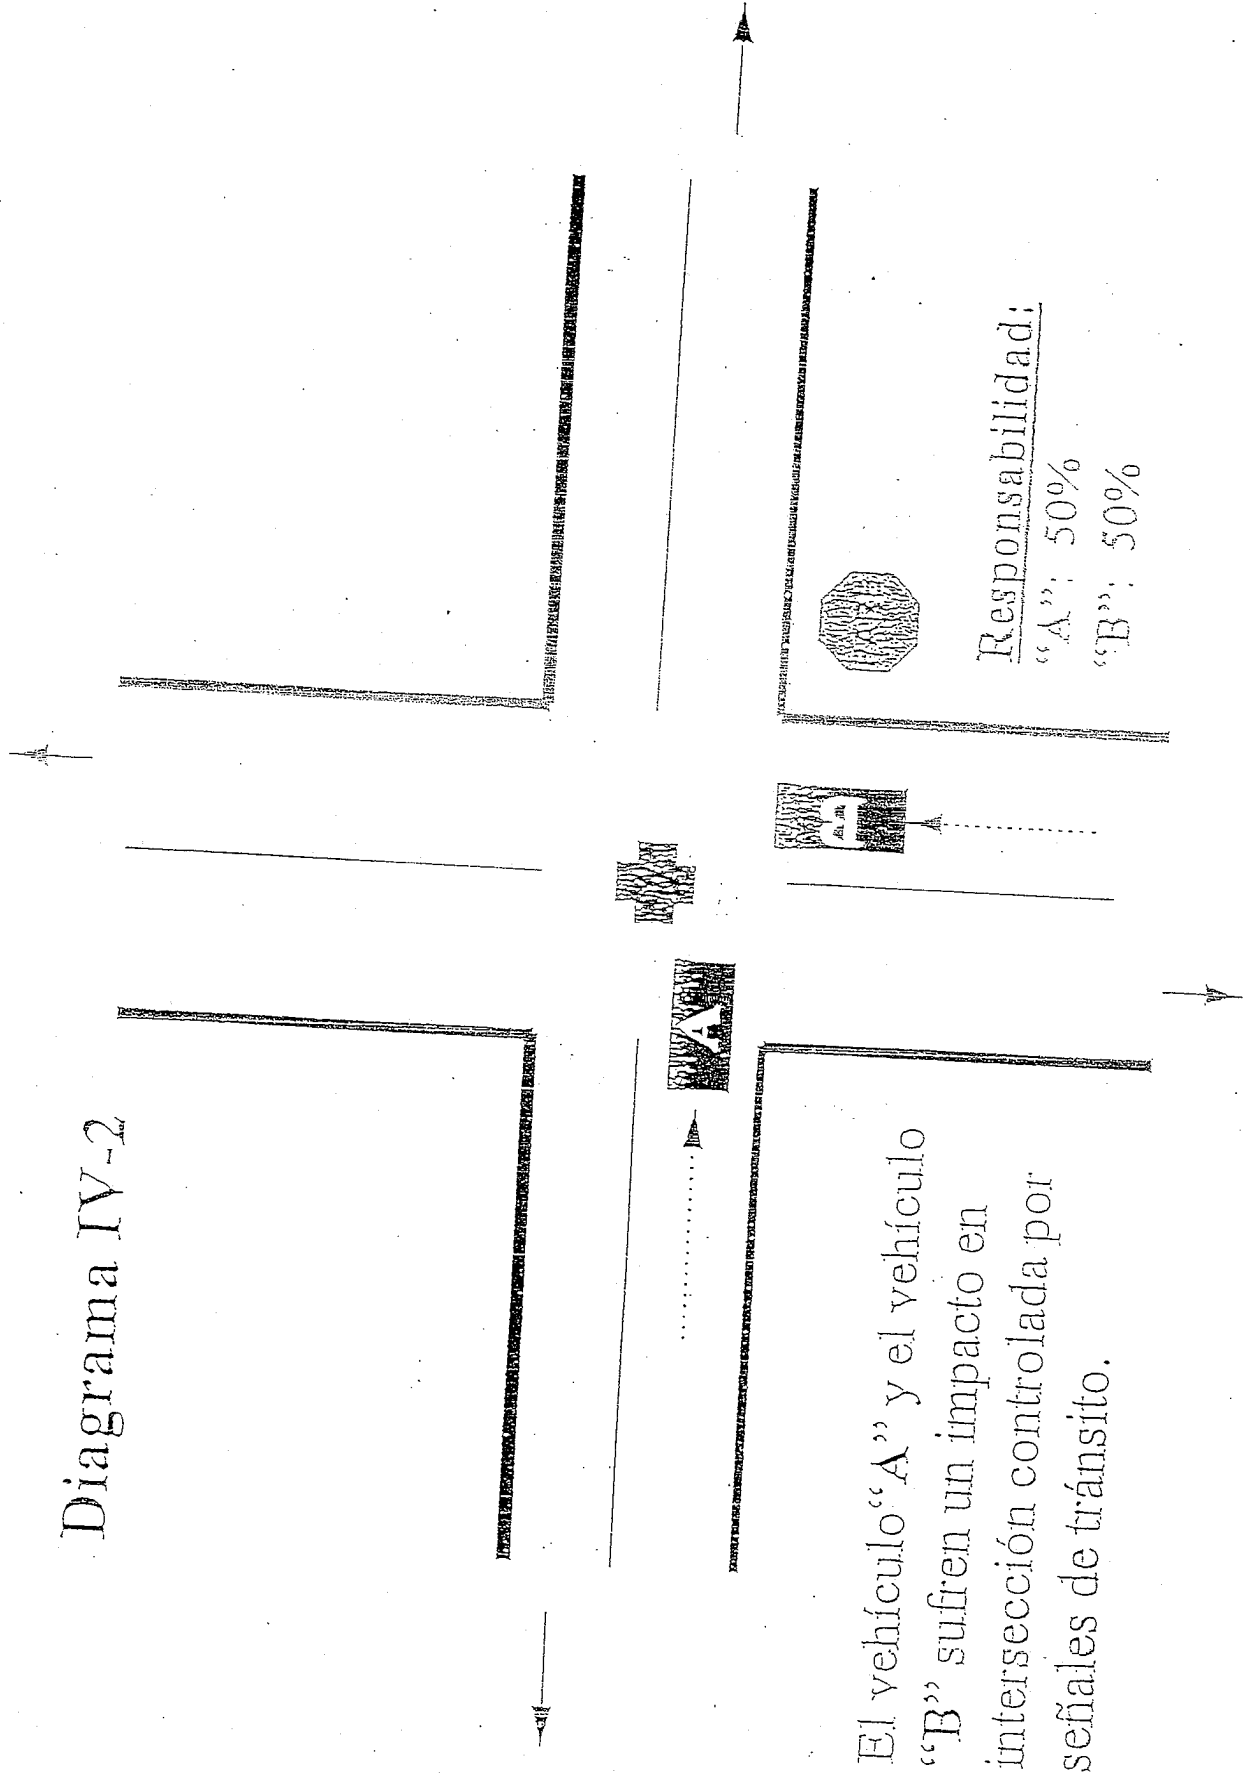 Diagrama IV-2
A
B
El vehículo “A” y el vehículo
“B” sufren un impacto en
intersección controlada por
señales de tránsito.
Responsabilidad:
“A”: 50%
“B”: 50%